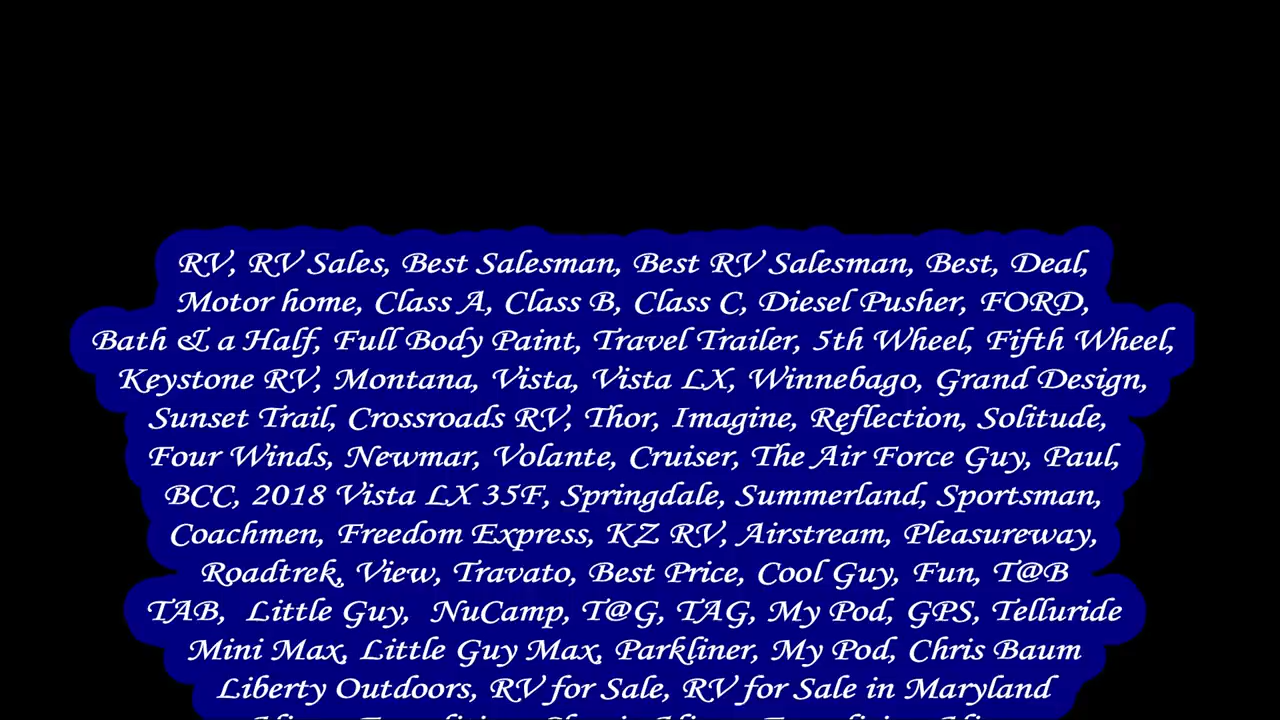 RV, RV Sales, Best Salesman, Best RV Salesman, Best, Deal,
Motor home, Class A, Class B, Class C, Diesel Pusher, FORD,
Bath & a Half, Full Body Paint, Travel Trailer, 5th Wheel, Fifth Wheel,
Keystone RV, Montana, Vista, Vista LX, Winnebago, Grand Design,
Sunset Trail, Crossroads RV, Thor, Imagine, Reflection, Solitude,
Four Winds, Newmar, Volante, Cruiser, The Air Force Guy, Paul,
BCC, 2018 Vista LX 35F, Springdale, Summerland, Sportsman,
Coachmen, Freedom Express, KZ RV, Airstream, Pleasureway,
Roadtrek, View, Travato, Best Price, Cool Guy, Fun, T@B
TAB, Little Guy, NuCamp, T@G, TAG, My Pod, GPS, Telluride
Mini Max, Little Guy Max, Parkliner, My Pod, Chris Baum
Liberty Outdoors, RV for Sale, RV for Sale in Maryland